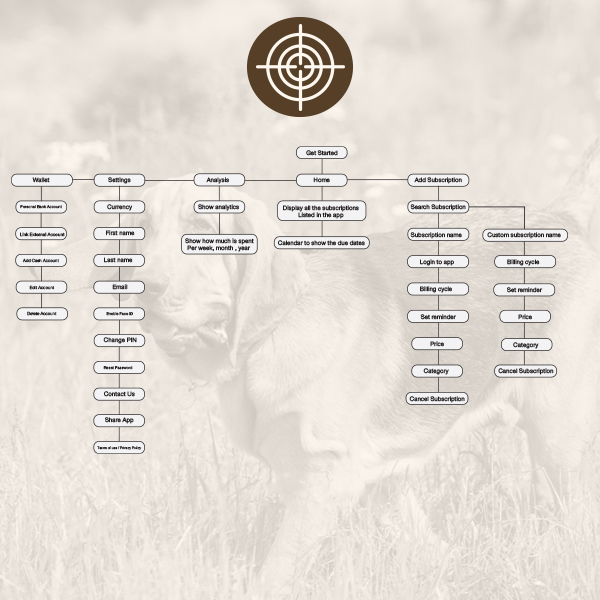 Get Started
Wallet
Settings
Analysis
Home
Add Subscription
Personal Bank Account
Link External Account
Add Cash Account
Edit Account
Delete Account
Currency
First name
Last name
Email
Enable Face ID
Change PIN
Reset Password
Contact Us
Share App
Terms of use / Privacy Policy
Show analytics
Show how much is spent
Per week, month , year
Display all the subscriptions
Listed in the app
Calendar to show the due dates
Search Subscription
Subscription name
Login to app
Billing cycle
Set reminder
Price
Category
Cancel Subscription
Custom subscription name
Billing cycle
Set reminder
Price
Category
Cancel Subscription